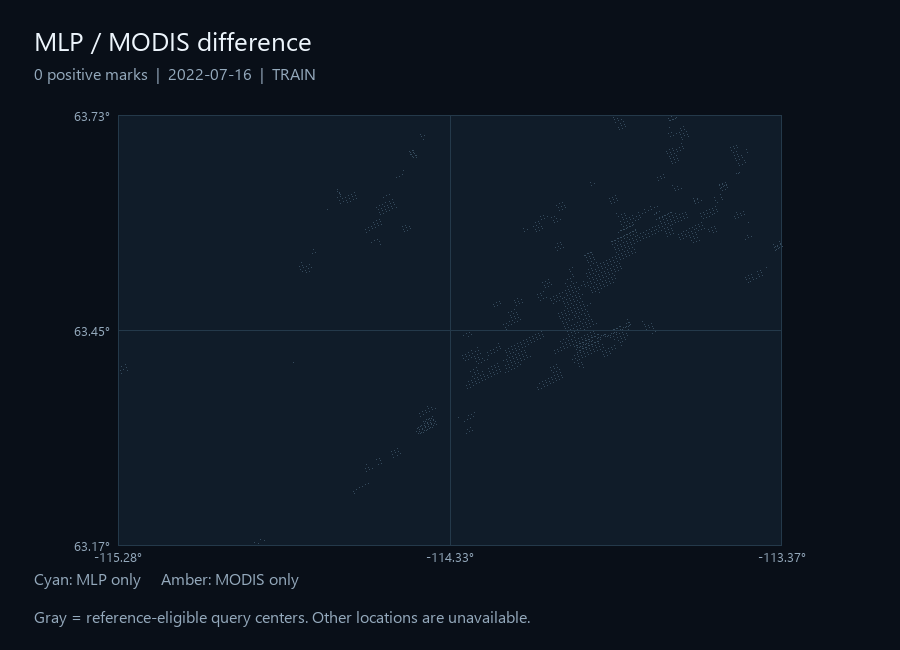 MLP / MODIS difference
0 positive marks | 2022-07-16 | TRAIN
63.73°
63.45°
63.17°
-115.28° -114.33° -113.37°
Cyan: MLP only Amber: MODIS only
Gray = reference-eligible query centers. Other locations are unavailable.